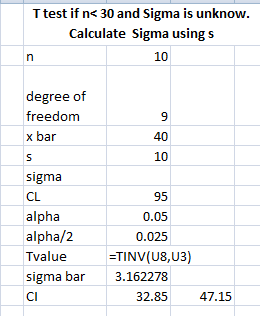 T test if n< 30 and Sigma is unknow.
Calculate Sigma using s
n 10
degree of
freedom 9
x bar 40
s 10
sigma
CL 95
alpha 0.05
alpha/2 0.025
Tvalue =TINV(U8,U3)
sigma bar 3.162278
CI 32.85 47.15